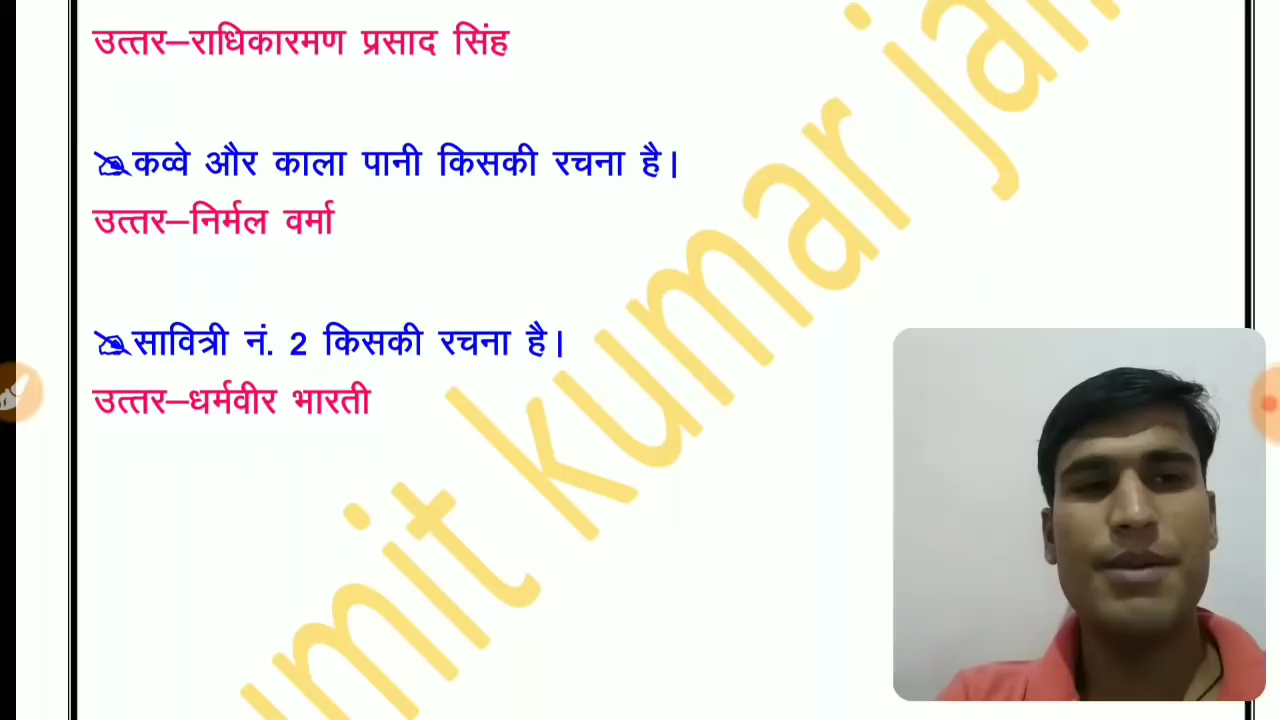 उत्तर–राधिकारमण प्रसाद सिंह
कव्वे और काला पानी किसकी रचना है।
उत्तर–निर्मल वर्मा
सावित्री नं. 2 किसकी रचना है।
उत्तर–धर्मवीर भारती
umit kumar jan